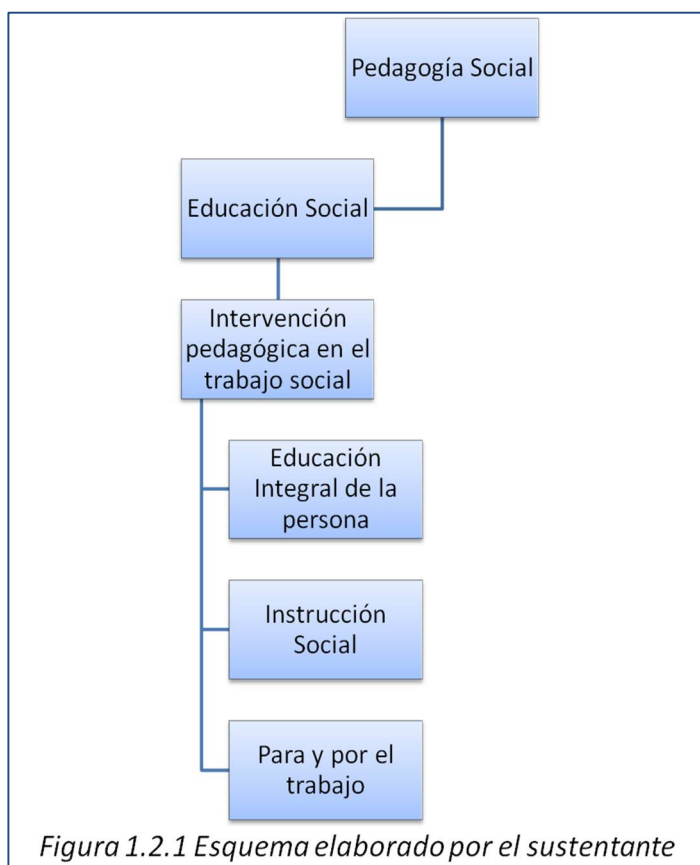 Pedagogía Social
Educación Social
Intervención
pedagógica en el
trabajo social
Educación
Integral de la
persona
Instrucción
Social
Para y por el
trabajo
Figura 1.2.1 Esquema elaborado por el sustentante